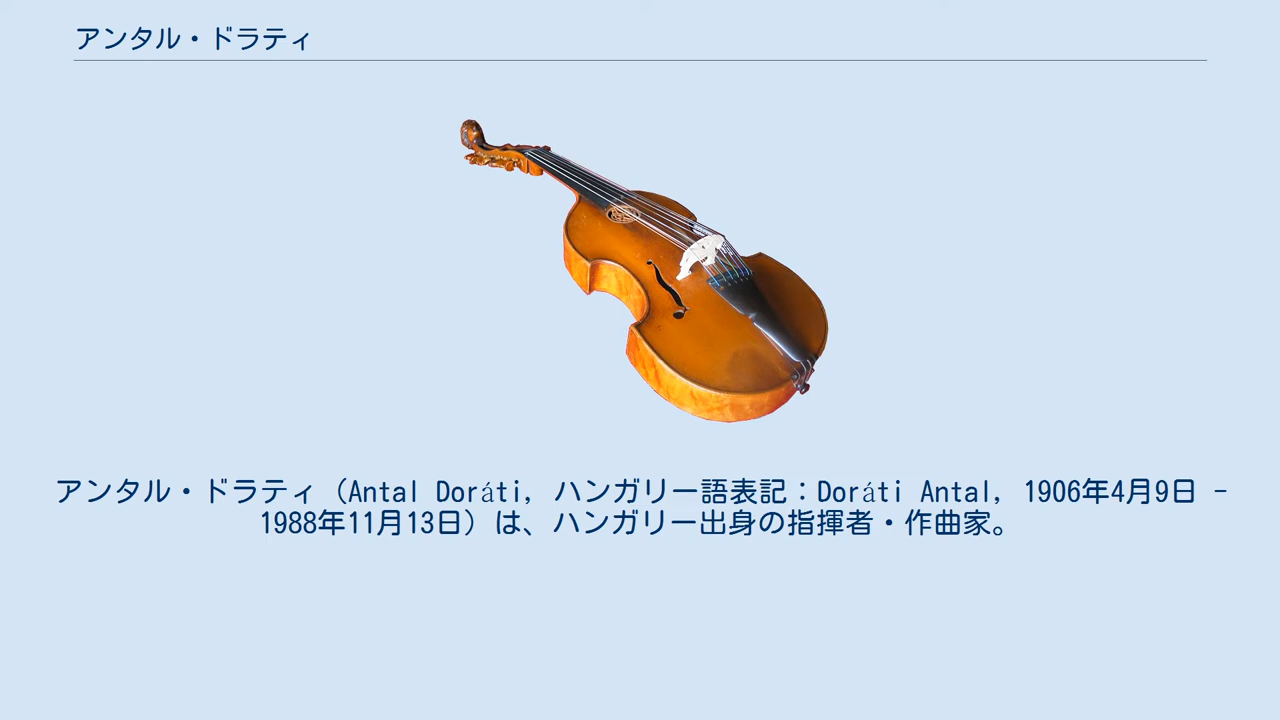 アンタル・ドラティ
アンタル・ドラティ（Antal Doráti, ハンガリー語表記：Doráti Antal, 1906年4月9日 -
1988年11月13日）は、ハンガリー出身の指揮者・作曲家。